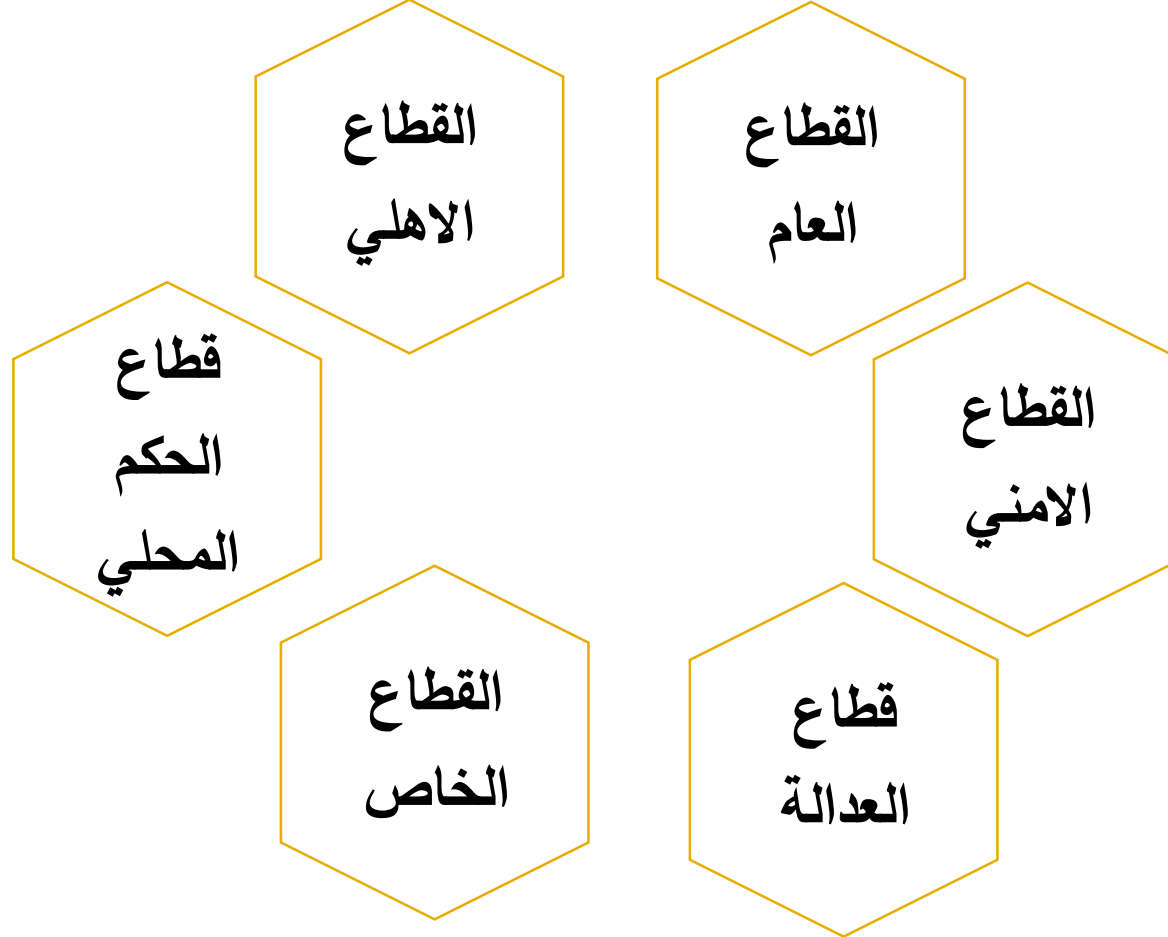 القطاع
العام
القطاع
الاهلي
القطاع
الامني
قطاع
الحكم
المحلي
قطاع
العدالة
القطاع
الخاص